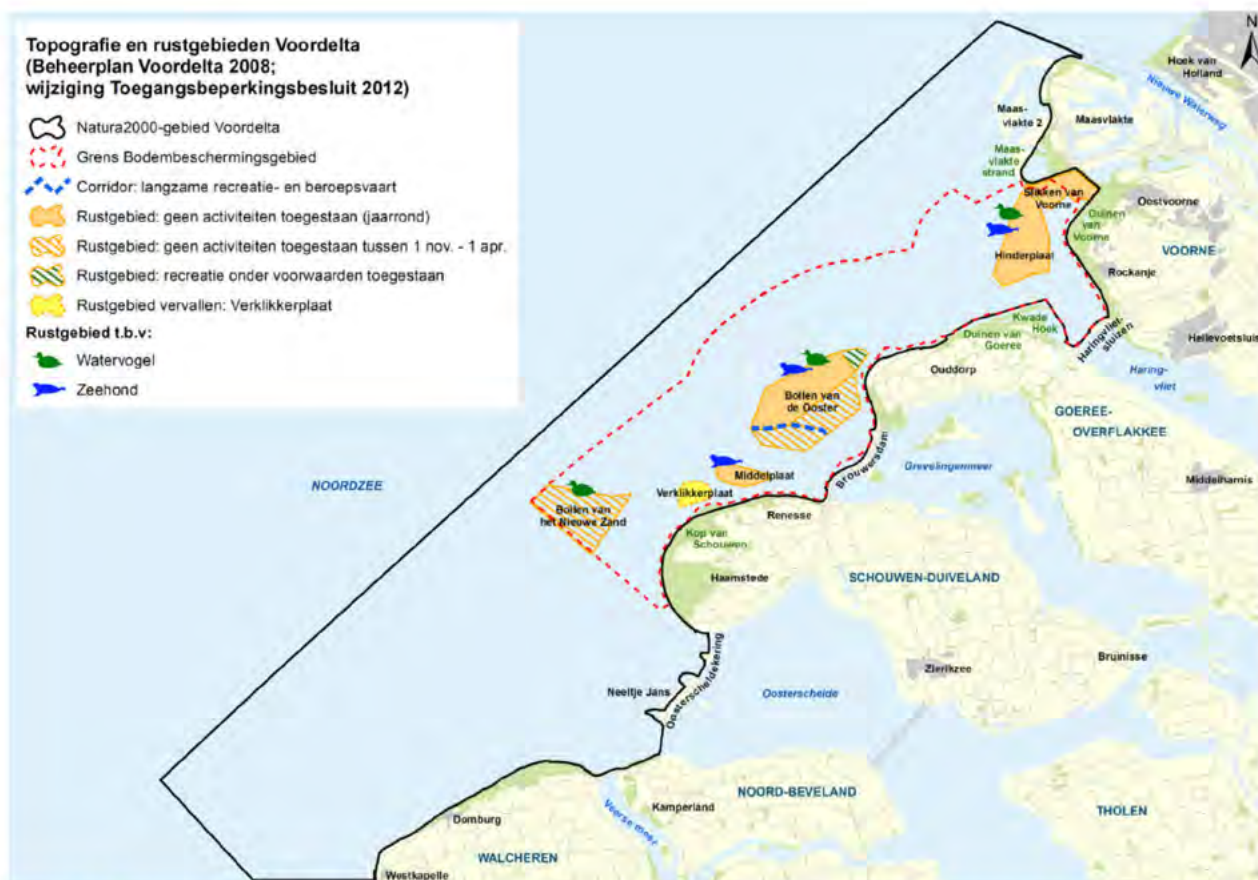 Topografie en rustgebieden Voordelta
(Beheerplan Voordelta 2008;
wijziging Toegangsbeperkingsbesluit 2012)
Natura2000-gebied Voordelta
Grens Bodembeschermingsgebied
Corridor: langzame recreatie- en beroepsvaart
Rustgebied: geen activiteiten toegestaan (jaarrond)
Rustgebied: geen activiteiten toegestaan tussen 1 nov. - 1 apr.
Rustgebied: recreatie onder voorwaarden toegestaan
Rustgebied vervallen: Verklikkerplaat
Rustgebied t.b.v:
Watervogel
Zeehond
N
Hoek van
Holland
Nieuwe Waterweg
Maas-
vlakte 2
Maasvlakte
Maas-
vlakte
strand
Slikken van
Voorne
Oostvoorne
Duinen
van
Voorne
VOORNE
Hinderplaat
Rockanje
Kwade
Hoek
Duinen van
Goeree
Haringvliet-
sluizen
Hellevoetsluis
Ouddorp
Haring-
vliet
Bollen van
de Ooster
GOEREE-
OVERFLAKKEE
Brouwersdam
Grevelingenmeer
Middelplaat
Middelharnis
NOORDZEE
Verklikkerplaat
Bollen van
het Nieuwe Zand
Renesse
Kop van
Schouwen
Haamstede
SCHOUWEN-DUIVELAND
Bruinisse
Zierikzee
Neeltje Jans
Oosterscheldekering
Oosterschelde
NOORD-BEVELAND
Kamperland
THOLEN
Veerse meer
Domburg
WALCHEREN
Westkapelle